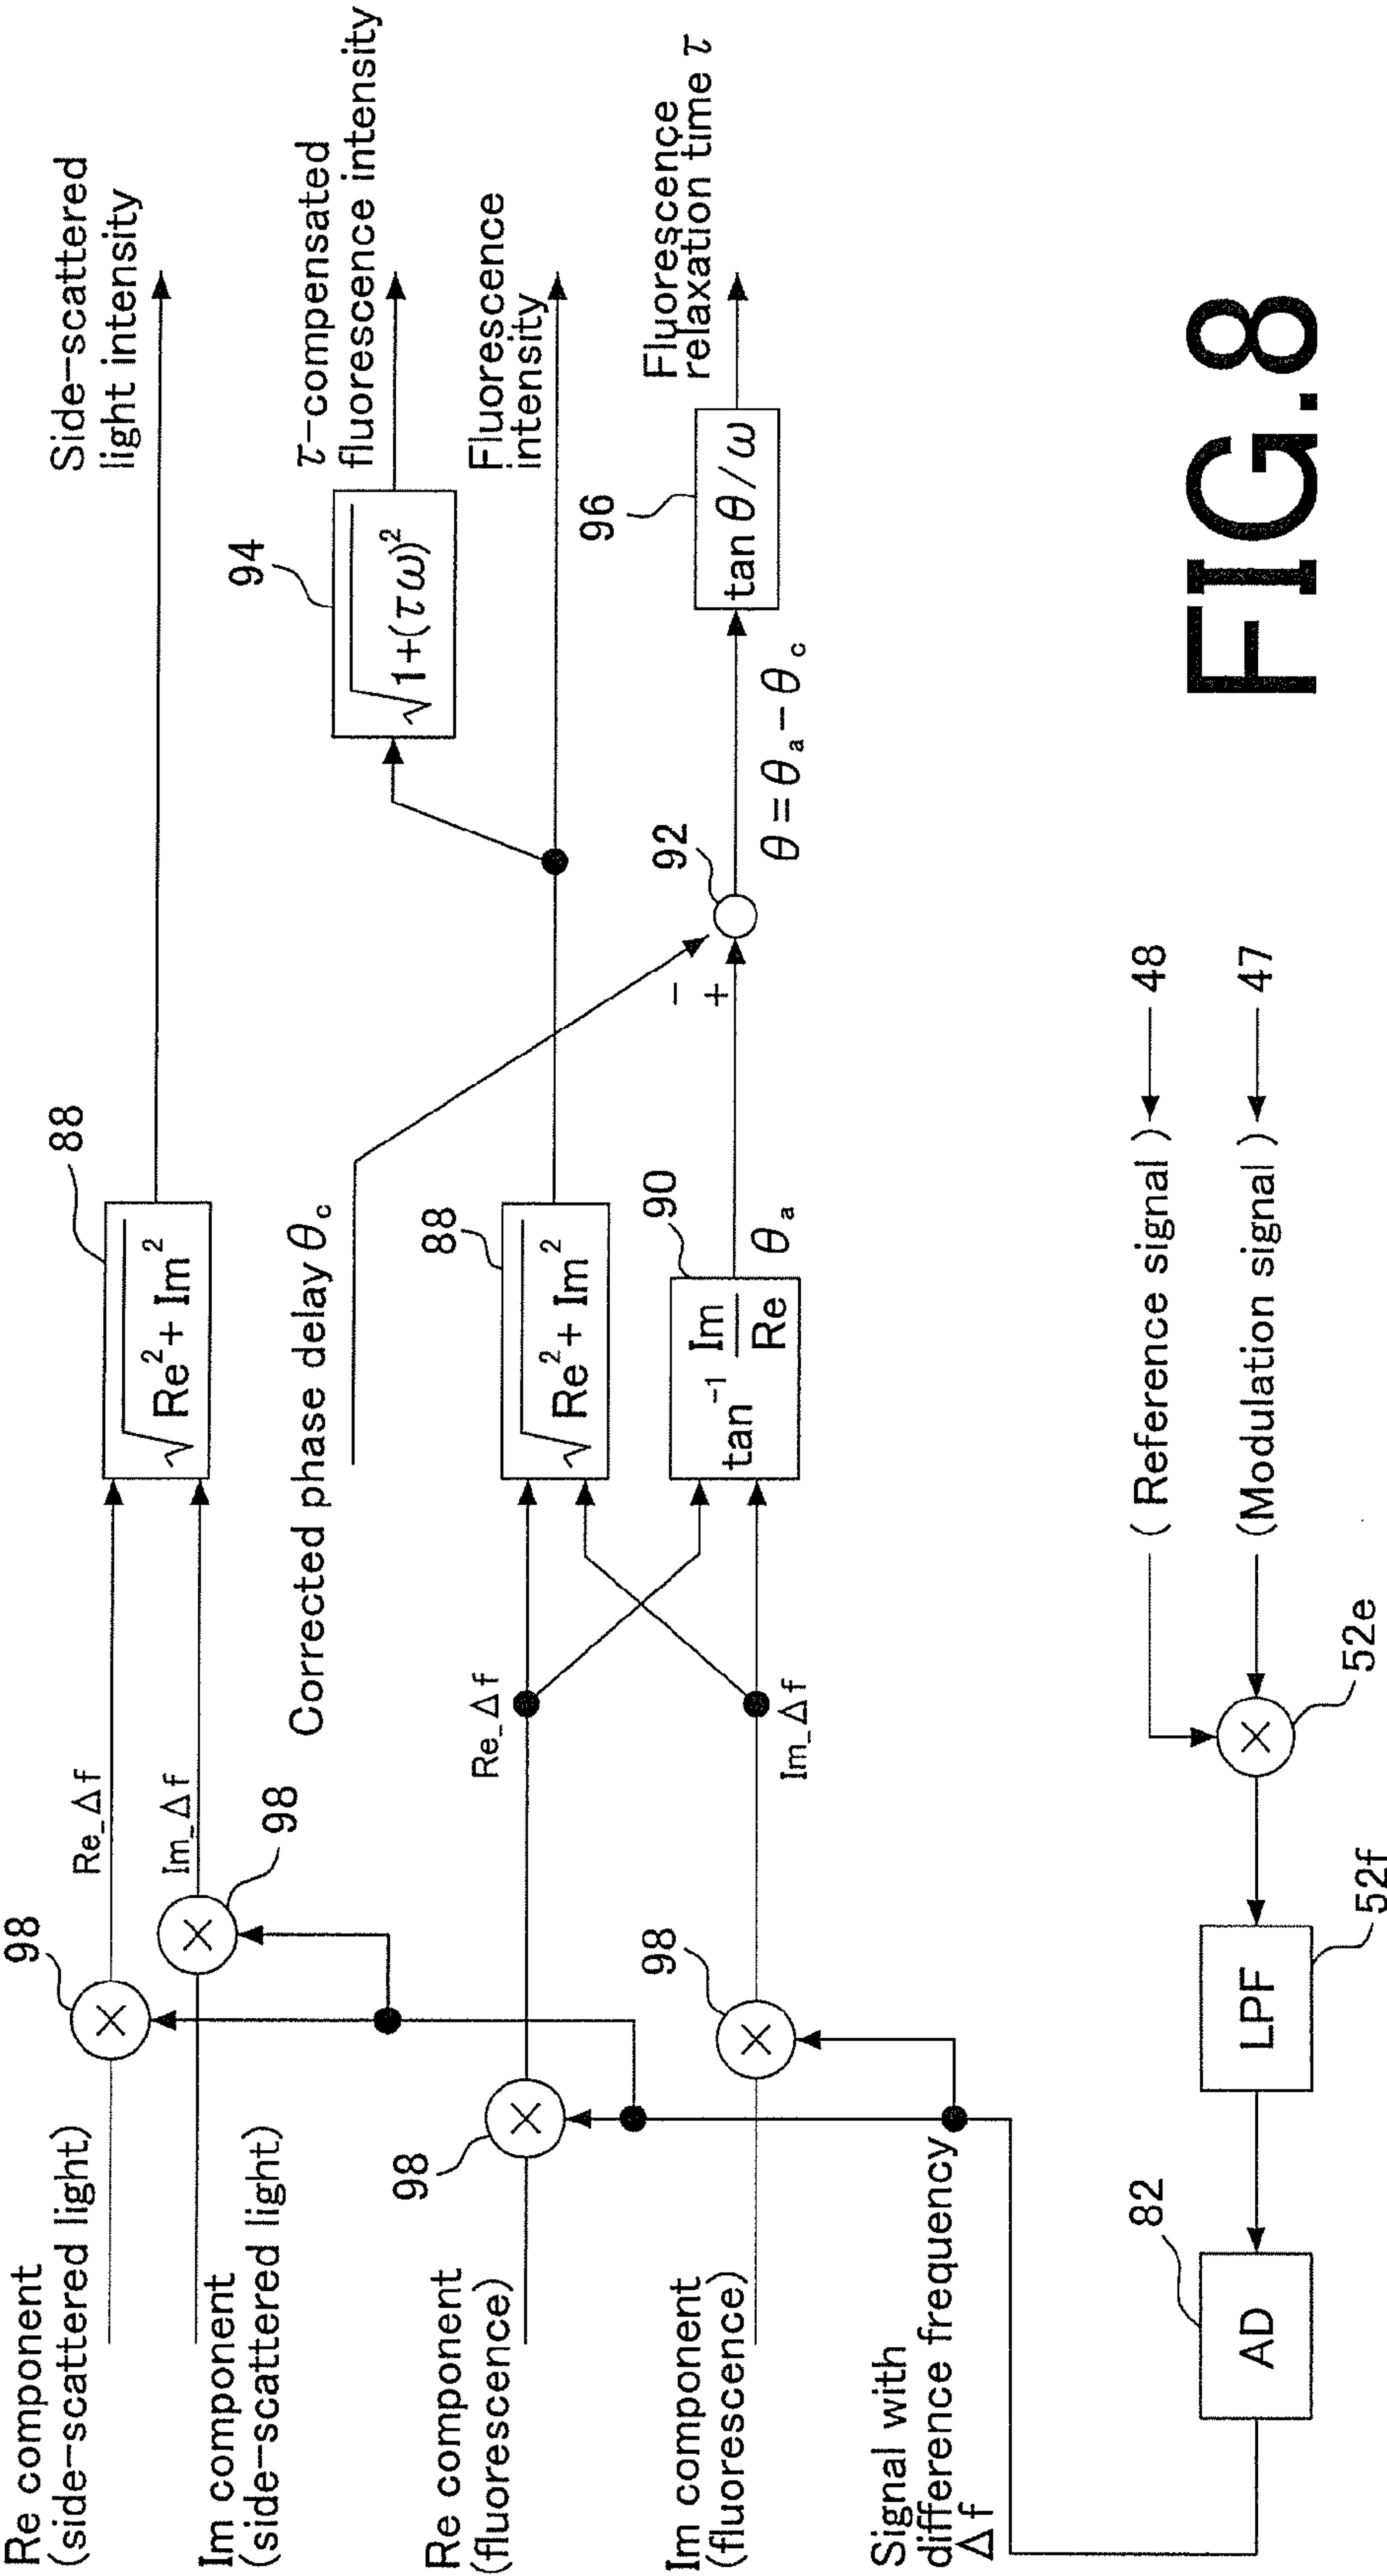 Re component
(side-scattered light)
98
Re_Δf
88
√Re²+Im²
Side-scattered
light intensity
Im component
(side-scattered light)
98
Im_Δf
Corrected phase delay θc
94
√1+(τω)²
τ-compensated
fluorescence intensity
Re component
(fluorescence)
98
Re_Δf
88
√Re²+Im²
Fluorescence
intensity
Im component
(fluorescence)
98
Im_Δf
90
tan⁻¹ Im/Re
θa
−
+
92
θ=θa−θc
96
tanθ/ω
Fluorescence
relaxation time τ
Signal with
difference frequency
Δf
82
AD
LPF
52f
52e
(Reference signal)
48
(Modulation signal)
47
FIG.8